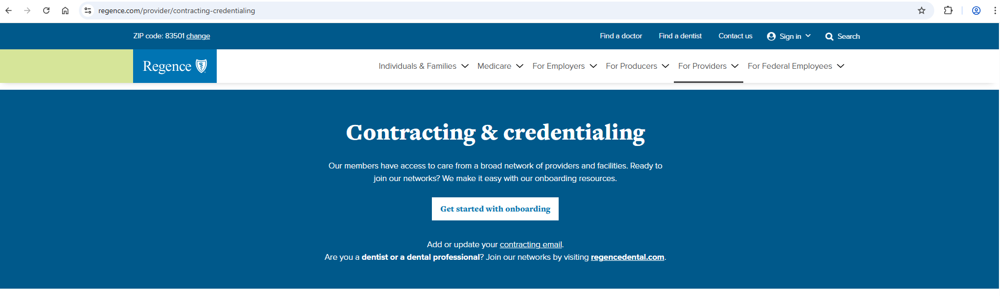 regence.com/provider/contracting-credentialing
ZIP code: 83501 change
Find a doctor
Find a dentist
Contact us
Sign in
Search
Regence
Individuals & Families
Medicare
For Employers
For Producers
For Providers
For Federal Employees
Contracting & credentialing
Our members have access to care from a broad network of providers and facilities. Ready to
join our networks? We make it easy with our onboarding resources.
Get started with onboarding
Add or update your contracting email.
Are you a dentist or a dental professional? Join our networks by visiting regencedental.com.